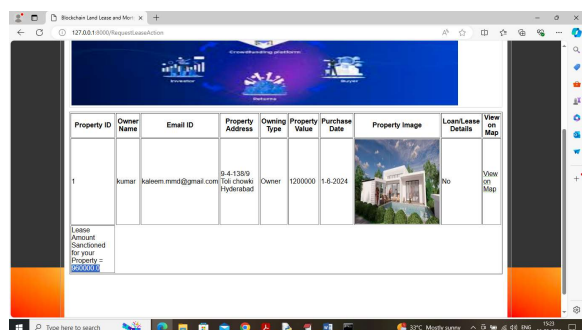 Blockchain Land Lease and Mort
127.0.0.1:8000/RequestLeaseAction
Crowdfunding platform
Investor
Buyer
Returns
Property ID Owner Name Email ID Property Address Owning Type Property Value Purchase Date Property Image Loan/Lease Details View on Map
1 kumar kaleem.mmd@gmail.com 9-4-138/9 Toli chowki Hyderabad Owner 1200000 1-6-2024 No View on Map
Lease
Amount
Sanctioned
for your
Property =
960000.0
Type here to search
33°C Mostly sunny
ENG
15:23